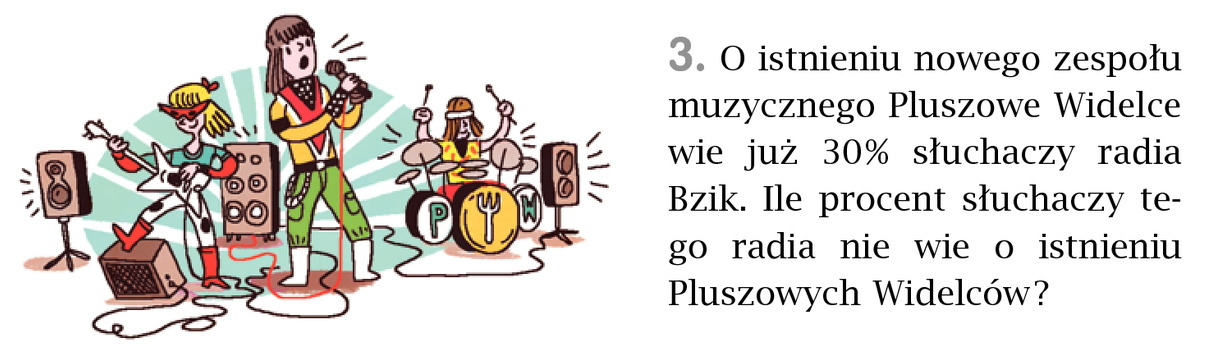 P W
3. O istnieniu nowego zespołu
muzycznego Pluszowe Widelce
wie już 30% słuchaczy radia
Bzik. Ile procent słuchaczy te-
go radia nie wie o istnieniu
Pluszowych Widelców?